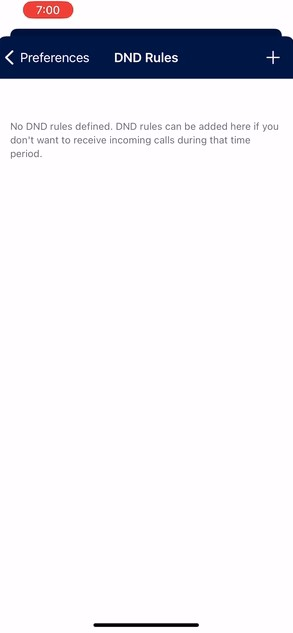 7:00
Preferences
DND Rules
No DND rules defined. DND rules can be added here if you
don't want to receive incoming calls during that time
period.